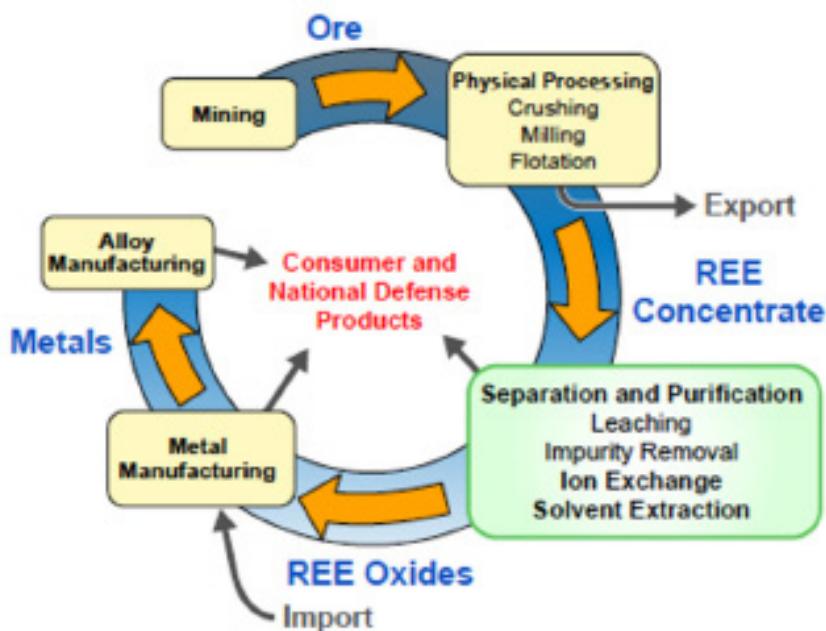 Ore
Mining
Physical Processing
Crushing
Milling
Flotation
Export
REE
Concentrate
Separation and Purification
Leaching
Impurity Removal
Ion Exchange
Solvent Extraction
REE Oxides
Import
Metal
Manufacturing
Metals
Alloy
Manufacturing
Consumer and
National Defense
Products